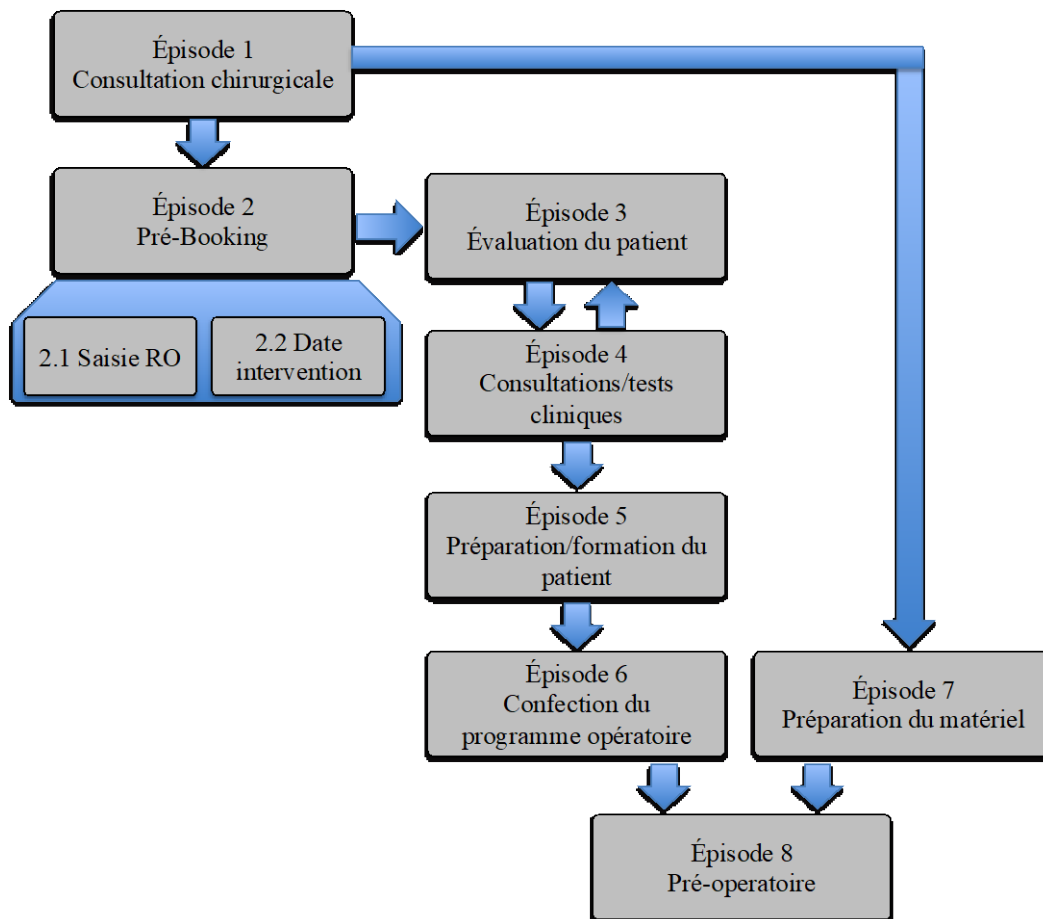 Épisode 1
Consultation chirurgicale
Épisode 2
Pré-Booking
2.1 Saisie RO
2.2 Date
intervention
Épisode 3
Évaluation du patient
Épisode 4
Consultations/tests
cliniques
Épisode 5
Préparation/formation du
patient
Épisode 6
Confection du
programme opératoire
Épisode 7
Préparation du matériel
Épisode 8
Pré-operatoire